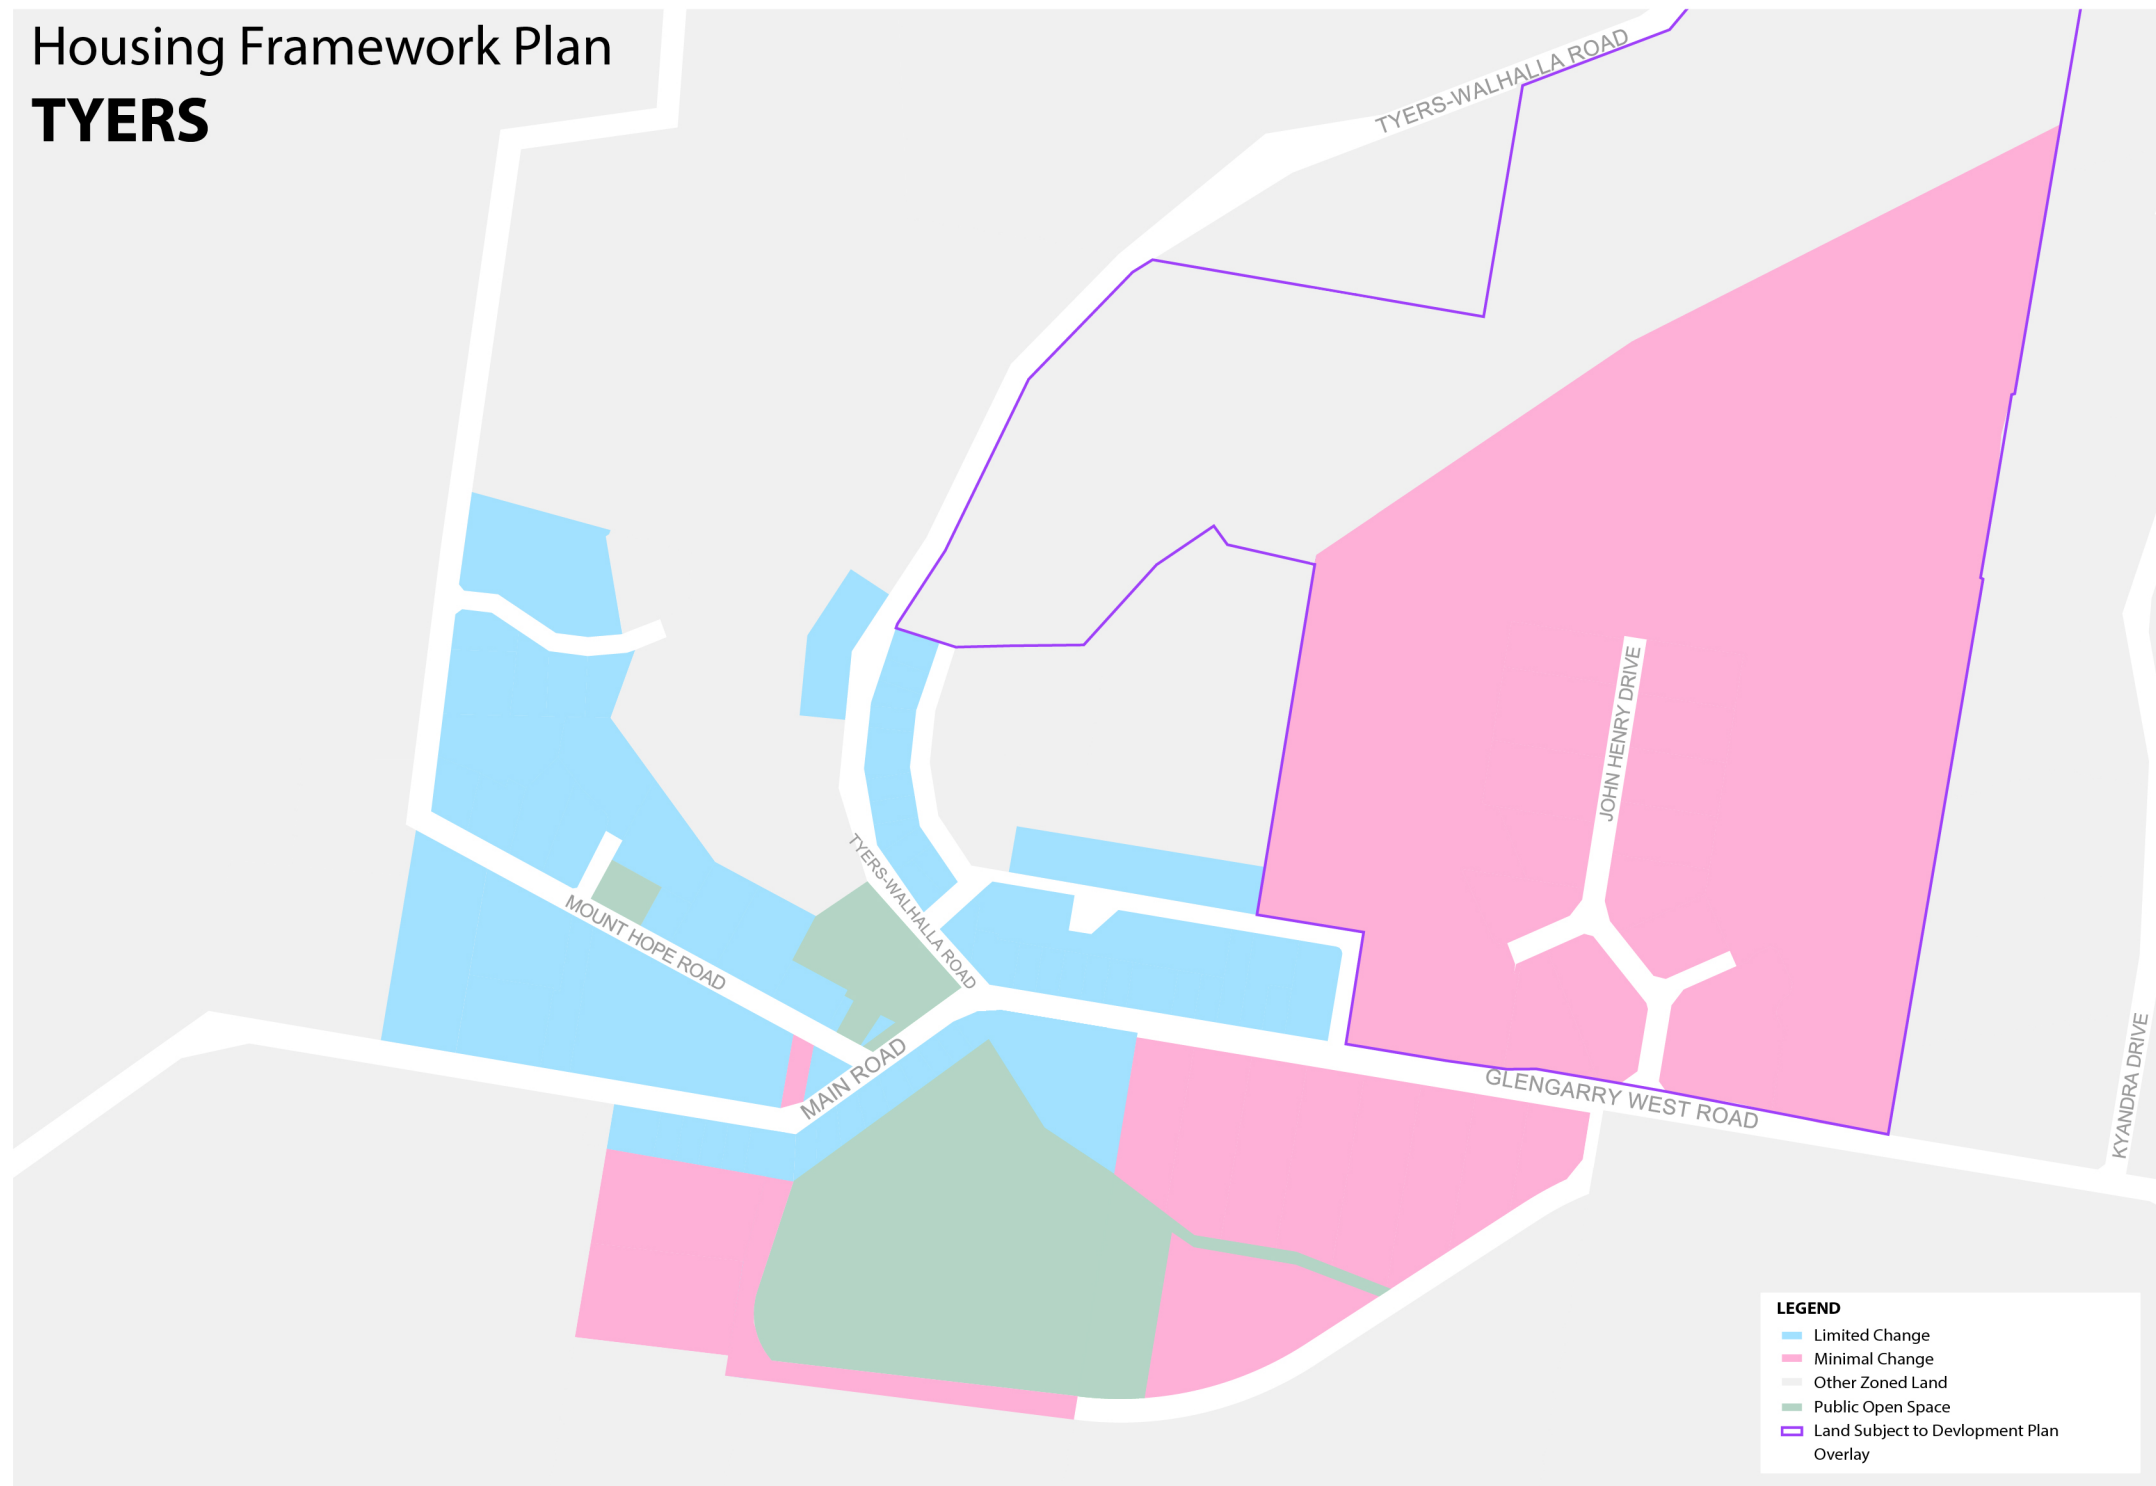 Housing Framework Plan
TYERS
TYERS-WALHALLA ROAD
JOHN HENRY DRIVE
TYERS-WALHALLA ROAD
MOUNT HOPE ROAD
MAIN ROAD
GLENGARRY WEST ROAD
KYANDRA DRIVE
LEGEND
Limited Change
Minimal Change
Other Zoned Land
Public Open Space
Land Subject to Devlopment Plan
Overlay